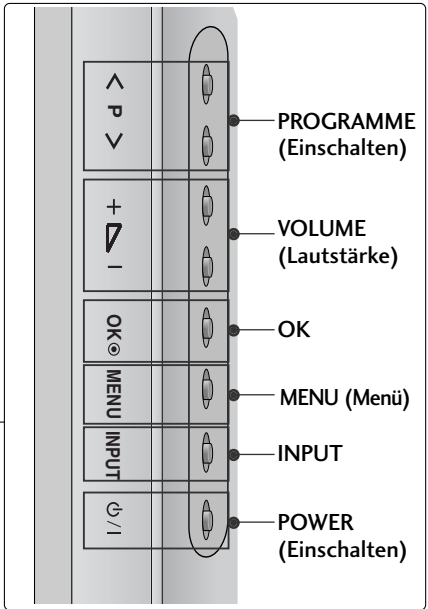 < P >
PROGRAMME
(Einschalten)
+ -
VOLUME
(Lautstärke)
OK
OK
MENU
MENU (Menü)
INPUT
INPUT
/ I
POWER
(Einschalten)